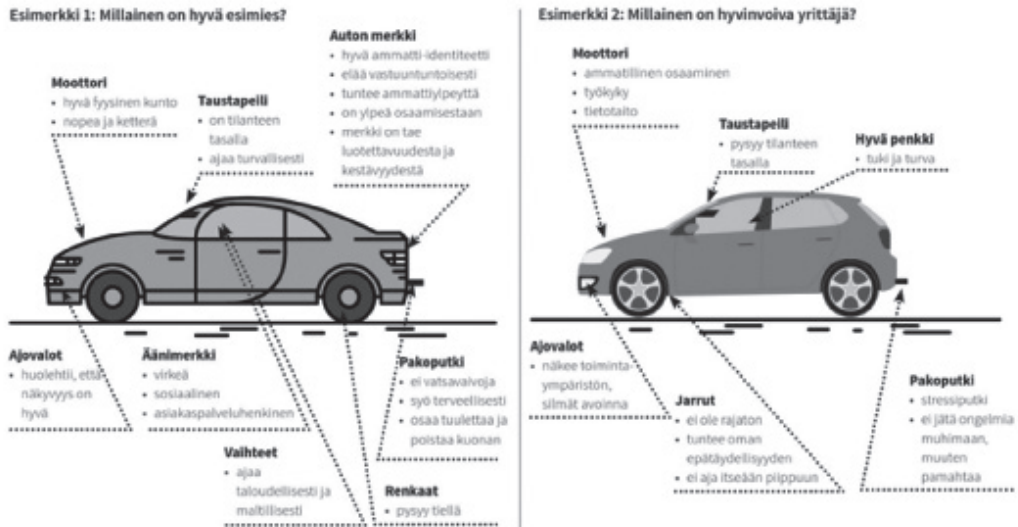 Esimerkki 1: Millainen on hyvä esimies?
Moottori
• hyvä fyysinen kunto
• nopea ja ketterä
Taustapeili
• on tilanteen
tasalla
• ajaa turvallisesti
Auton merkki
• hyvä ammatti-identiteetti
• elää vastuuntuntoisesti
• tuntee ammattiylpeyttä
• on ylpeä osaamisestaan
• merkki on tae
luotettavuudesta ja
kestävyydestä
Ajovalot
• huolehtii, että
näkyvyys on
hyvä
Äänimerkki
• virkeä
• sosiaalinen
• asiakaspalveluhenkinen
Vaihteet
• ajaa
taloudellisesti ja
maltillisesti
Pakoputki
• ei vatsavaivoja
• syö terveellisesti
• osaa tuulettaa ja
poistaa kuonan
Renkaat
• pysyy tiellä
Esimerkki 2: Millainen on hyvinvoiva yrittäjä?
Moottori
• ammatillinen osaaminen
• työkyky
• tietotaito
Taustapeili
• pysyy tilanteen
tasalla
Hyvä penkki
• tuki ja turva
Ajovalot
• näkee toiminta-
ympäristön,
silmät avoinna
Jarrut
• ei ole rajaton
• tuntee oman
epätäydellisyyden
• ei aja itseään piippuun
Pakoputki
• stressiputki
• ei jätä ongelmia
muhimaan,
muuten
pamahtaa